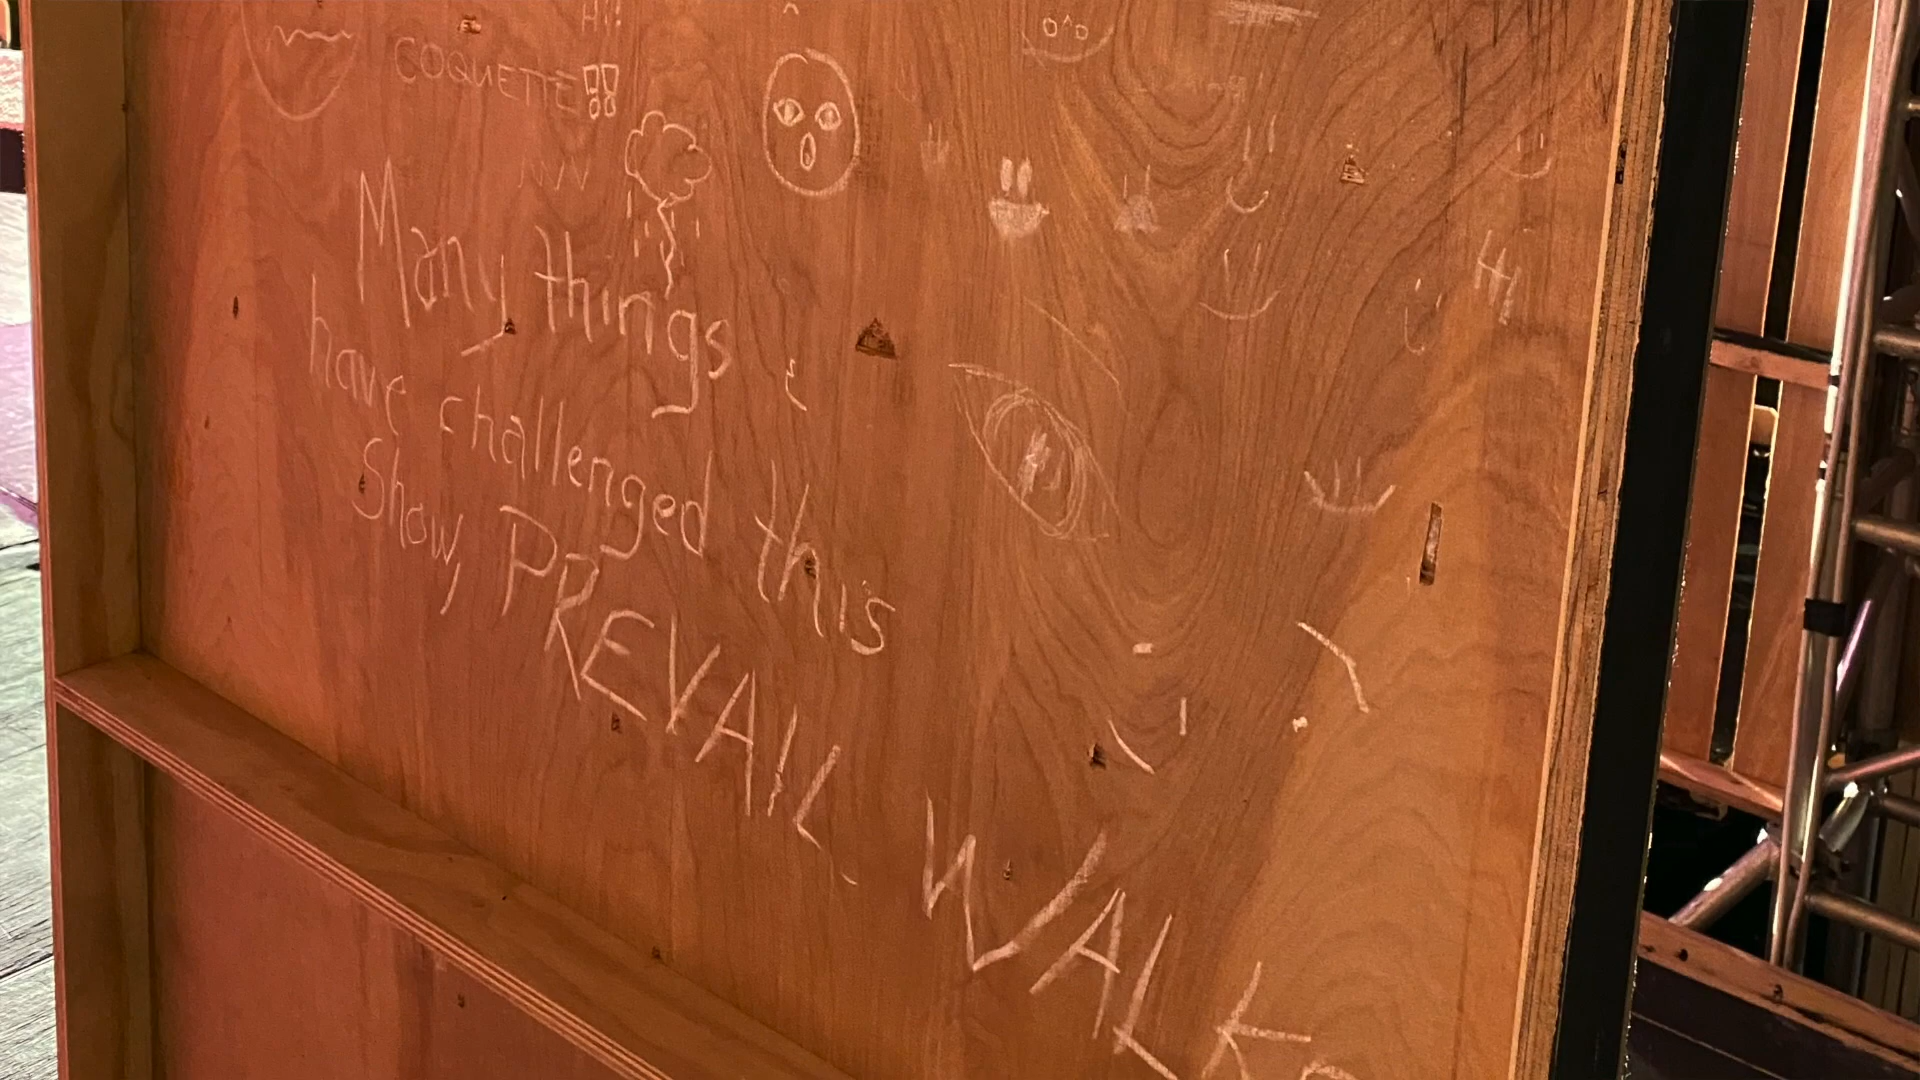 Hi!
COQUETTE!!
Many things
have challenged this
Show, PREVAIL
WALK
Hi